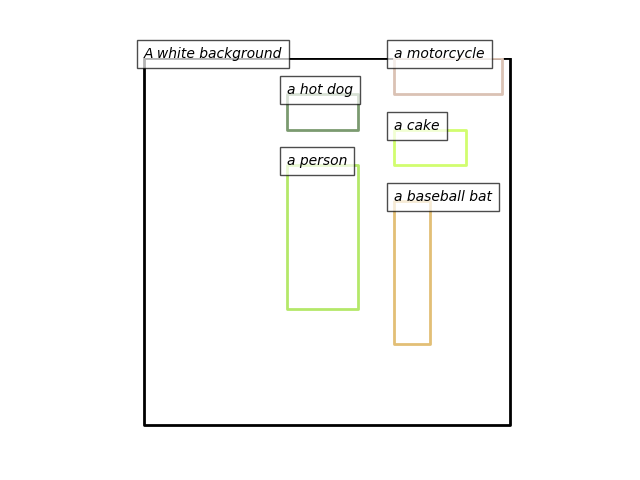 A white background
a motorcycle
a hot dog
a cake
a person
a baseball bat